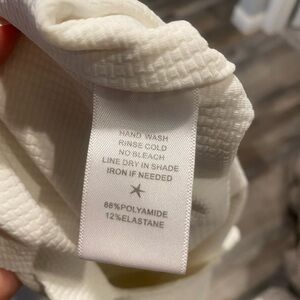 HAND WASH
RINSE COLD
NO BLEACH
LINE DRY IN SHADE
IRON IF NEEDED
88%POLYAMIDE
12%ELASTANE